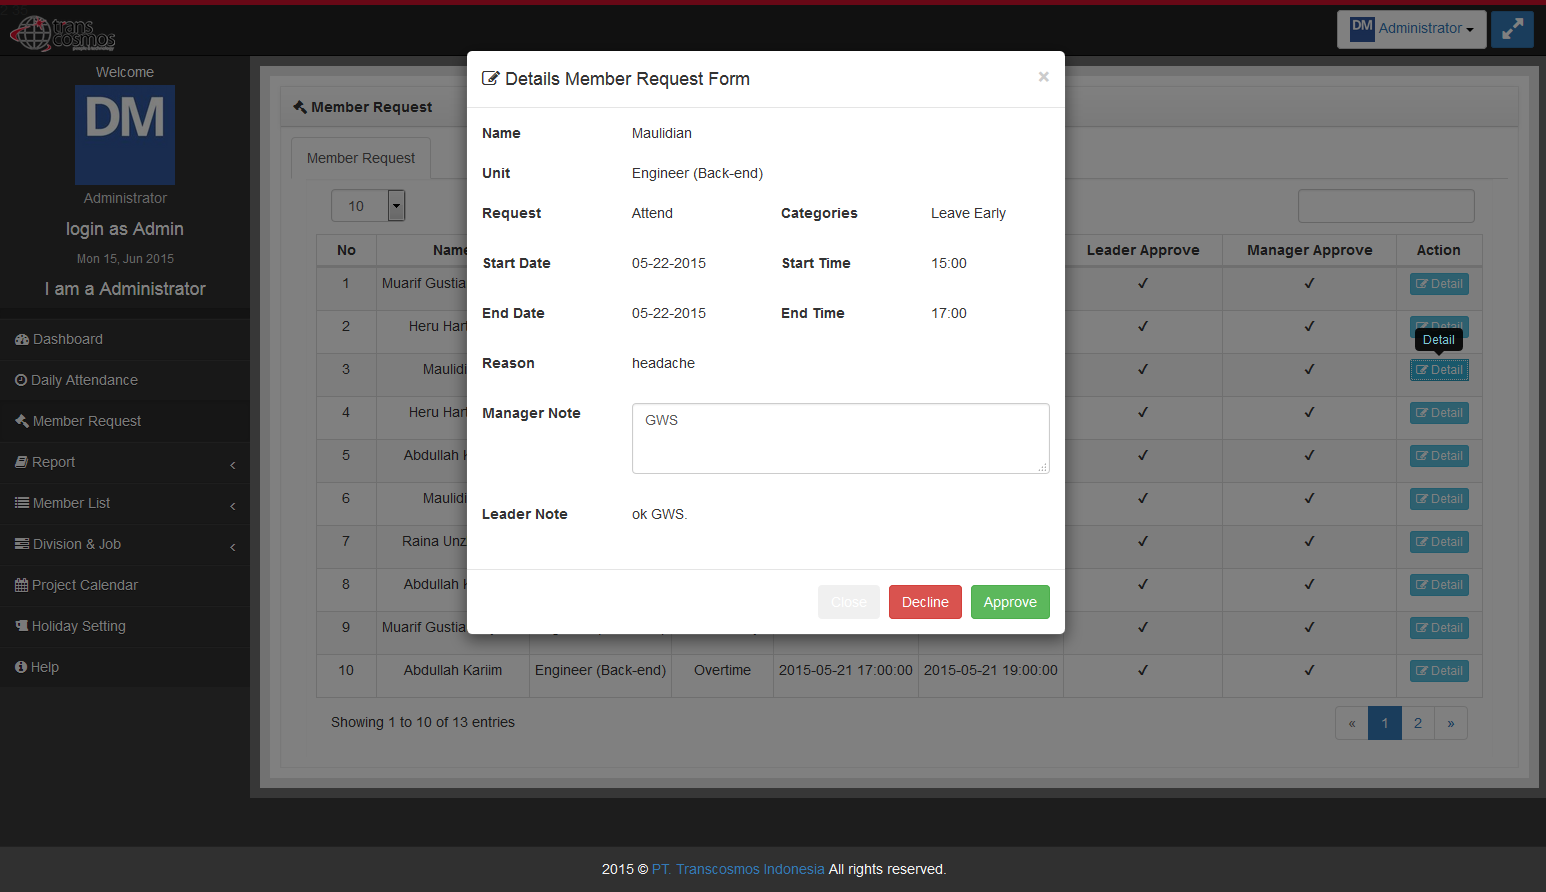 trans
cosmos
DM Administrator
Welcome
DM
Administrator
login as Admin
Mon 15, Jun 2015
I am a Administrator
Dashboard
Daily Attendance
Member Request
Report
Member List
Division & Job
Project Calendar
Holiday Setting
Help
Member Request
Member Request
10
Details Member Request Form ×
Name Maulidian
Unit Engineer (Back-end)
Request Attend Categories Leave Early
Start Date 05-22-2015 Start Time 15:00
End Date 05-22-2015 End Time 17:00
Reason headache
Manager Note GWS
Leader Note ok GWS.
Close Decline Approve
No Name Leader Approve Manager Approve Action
1 Muarif Gustia ✓ ✓ Detail
2 Heru Hart ✓ ✓ Detail
Detail
3 Maulidi ✓ ✓ Detail
4 Heru Hart ✓ ✓ Detail
5 Abdullah K ✓ ✓ Detail
6 Maulidi ✓ ✓ Detail
7 Raina Unz ✓ ✓ Detail
8 Abdullah K ✓ ✓ Detail
9 Muarif Gustia ✓ ✓ Detail
10 Abdullah Kariim Engineer (Back-end) Overtime 2015-05-21 17:00:00 2015-05-21 19:00:00 ✓ ✓ Detail
Showing 1 to 10 of 13 entries
« 1 2 »
2015 © PT. Transcosmos Indonesia All rights reserved.